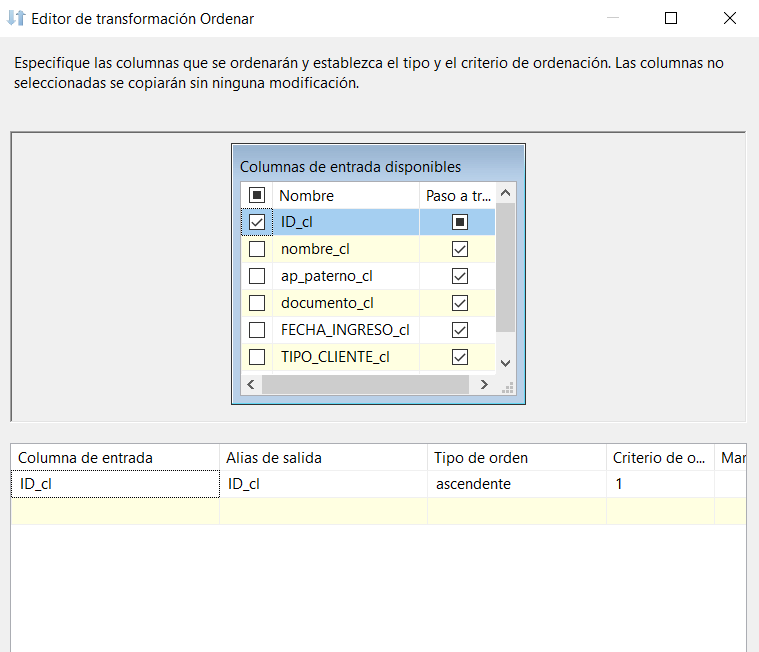 Editor de transformación Ordenar
Especifique las columnas que se ordenarán y establezca el tipo y el criterio de ordenación. Las columnas no
seleccionadas se copiarán sin ninguna modificación.
Columnas de entrada disponibles
Nombre Paso a tr...
ID_cl
nombre_cl
ap_paterno_cl
documento_cl
FECHA_INGRESO_cl
TIPO_CLIENTE_cl
Columna de entrada Alias de salida Tipo de orden Criterio de o... Mar
ID_cl ID_cl ascendente 1